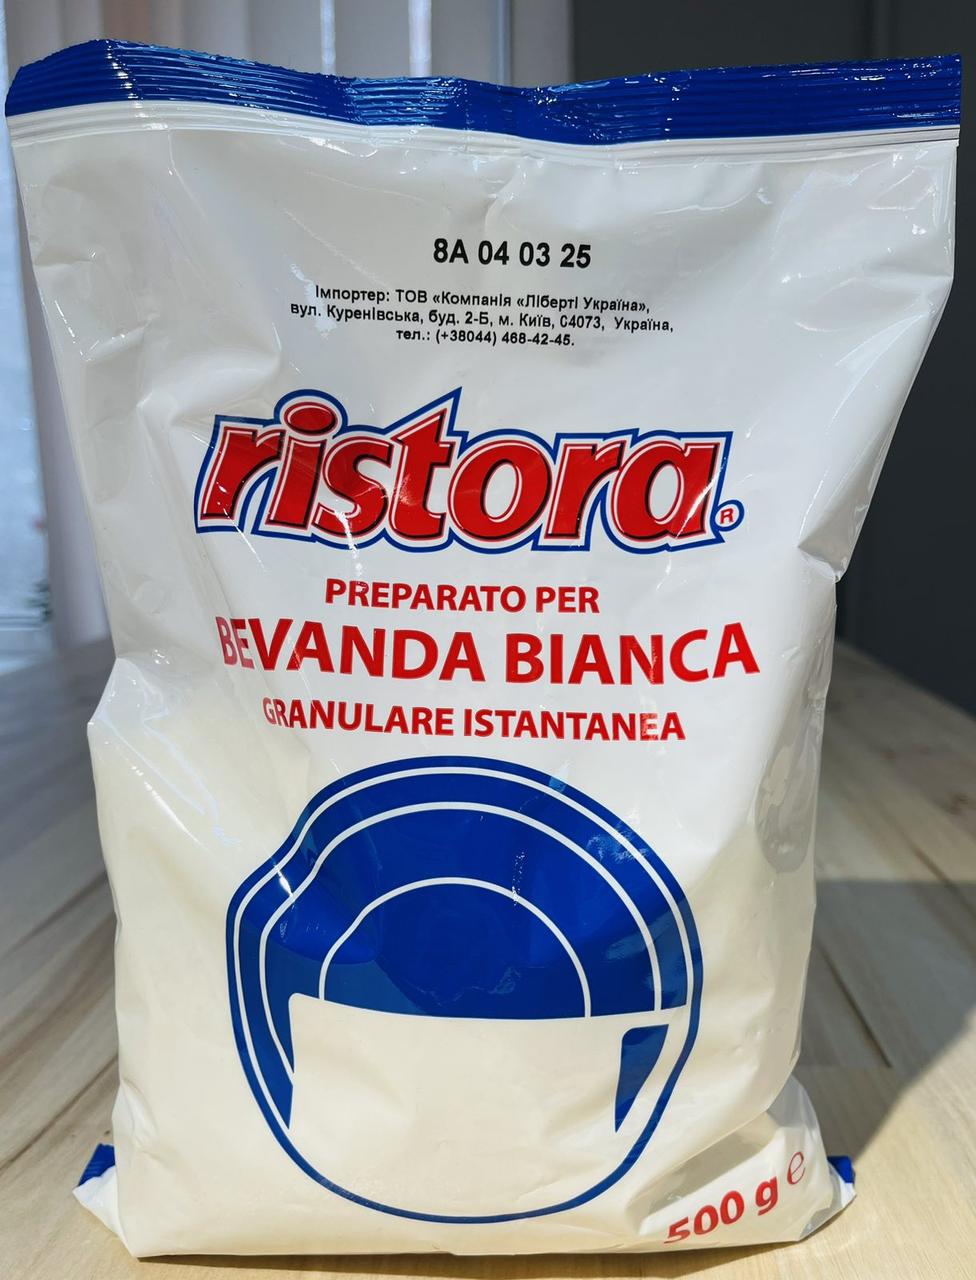 8A 04 03 25
Імпортер: ТОВ «Компанія «Ліберті Україна»,
вул. Куренівська, буд. 2-Б, м. Київ, С4073, Україна,
тел.: (+38044) 468-42-45.
ristora®
PREPARATO PER
BEVANDA BIANCA
GRANULARE ISTANTANEA
500 g ℮